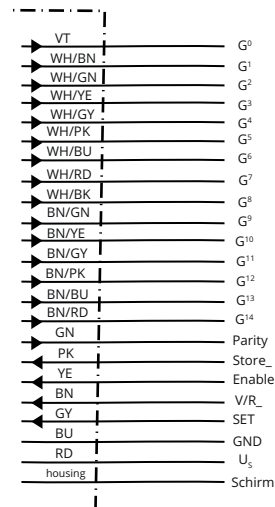 VT G⁰
WH/BN G¹
WH/GN G²
WH/YE G³
WH/GY G⁴
WH/PK G⁵
WH/BU G⁶
WH/RD G⁷
WH/BK G⁸
BN/GN G⁹
BN/YE G¹⁰
BN/GY G¹¹
BN/PK G¹²
BN/BU G¹³
BN/RD G¹⁴
GN Parity
PK Store_
YE Enable
BN V/R_
GY SET
BU GND
RD Uₛ
housing Schirm